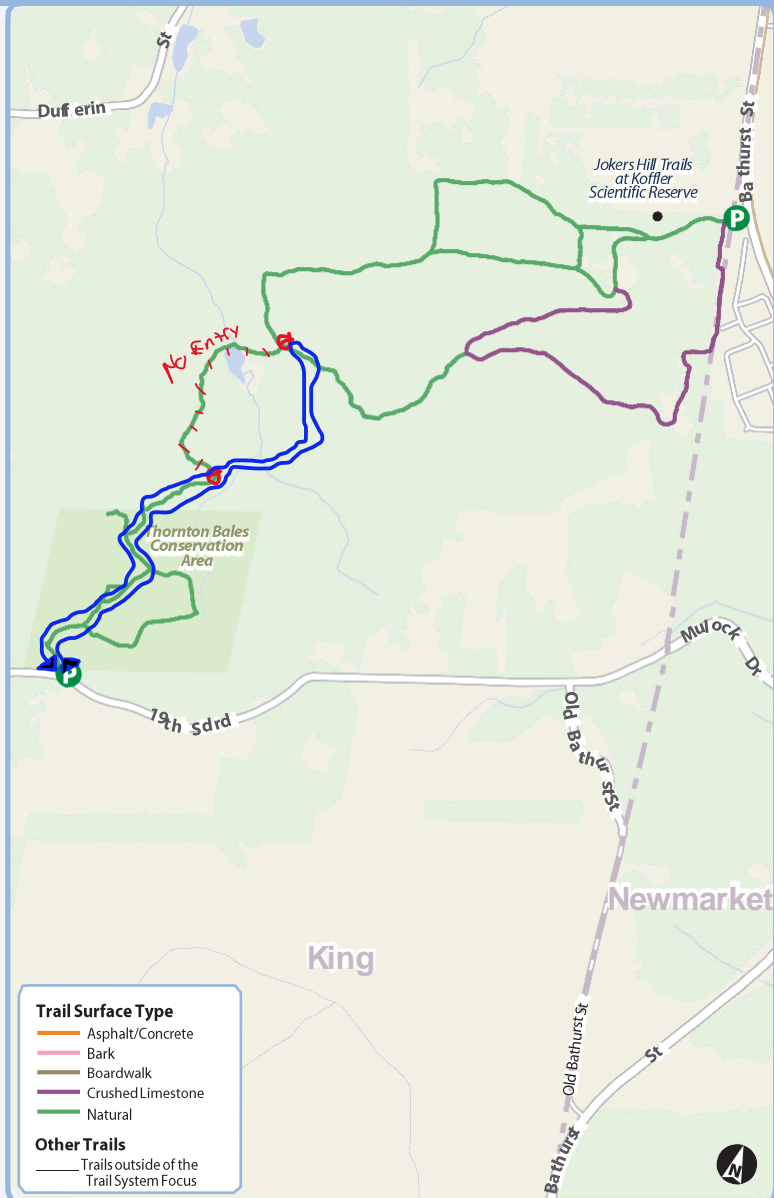 St
Dufferin
Bathurst St
Jokers Hill Trails
at Koffler
Scientific Reserve
P
No Entry
Thornton Bales
Conservation
Area
P
Mulock Dr
19th Sdrd
Old Bathurst St
Newmarket
King
Trail Surface Type
Asphalt/Concrete
Bark
Boardwalk
Crushed Limestone
Natural
Other Trails
Trails outside of the
Trail System Focus
Old Bathurst St
St
Bathurst
N